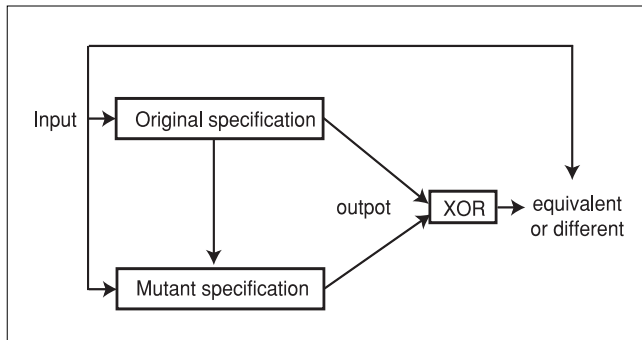 Input
Original specification
outpot
XOR
equivalent
or different
Mutant specification